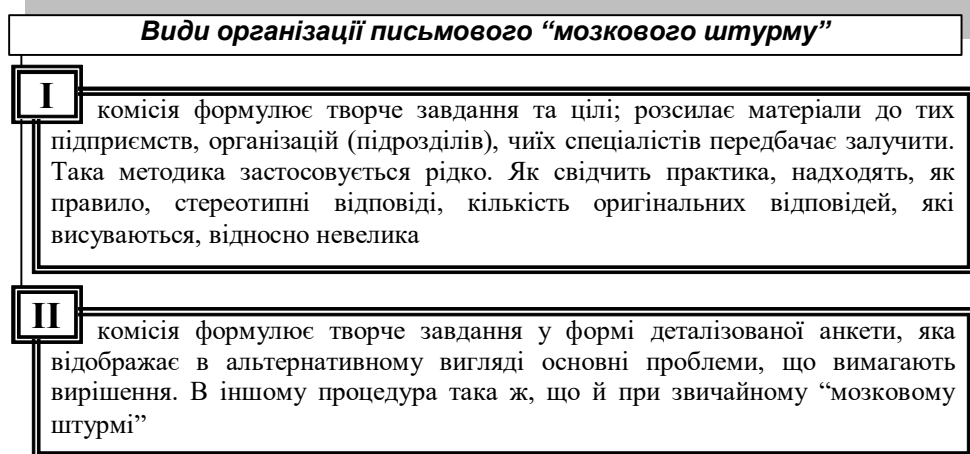 Види організації письмового “мозкового штурму”
I
комісія формулює творче завдання та цілі; розсилає матеріали до тих
підприємств, організацій (підрозділів), чиїх спеціалістів передбачає залучити.
Така методика застосовується рідко. Як свідчить практика, надходять, як
правило, стереотипні відповіді, кількість оригінальних відповідей, які
висуваються, відносно невелика
II
комісія формулює творче завдання у формі деталізованої анкети, яка
відображає в альтернативному вигляді основні проблеми, що вимагають
вирішення. В іншому процедура така ж, що й при звичайному “мозковому
штурмі”